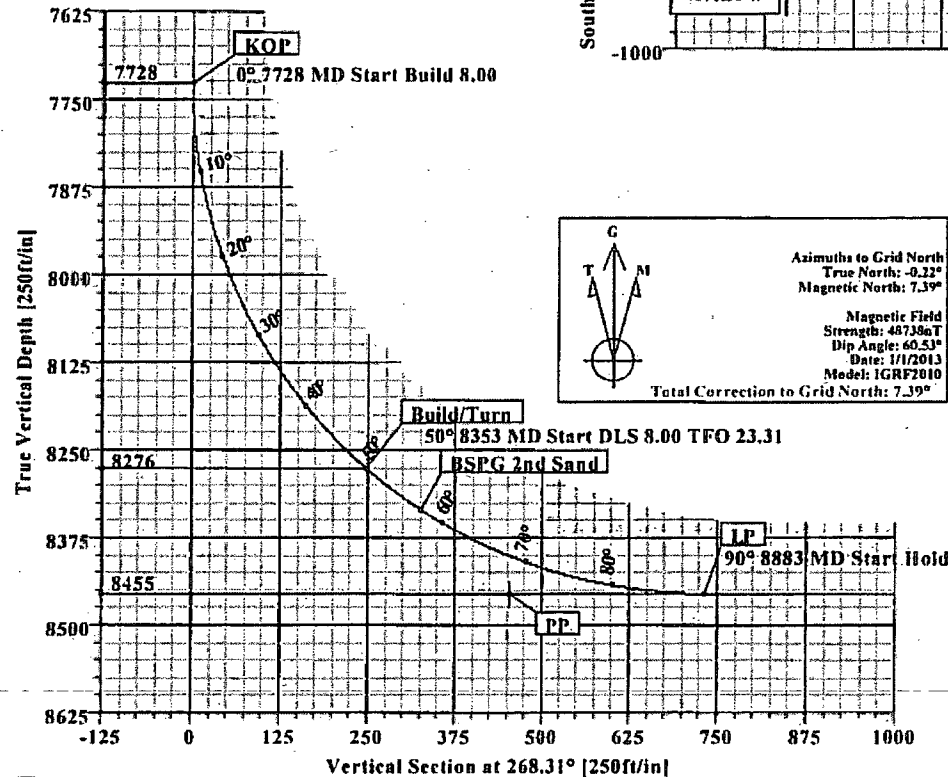 South
-1000
7625
KOP
7728
0° 7728 MD Start Build 8.00
7750
10°
7875
20°
8000
30°
8125
40°
Build/Turn
50° 8353 MD Start DLS 8.00 TFO 23.31
50°
8250
8276
BSPG 2nd Sand
60°
70°
80°
8375
LP
90° 8883 MD Start Hold
8455
PP
8500
8625
-125
0
125
250
375
500
625
750
875
1000
True Vertical Depth [250ft/in]
Vertical Section at 268.31° [250ft/in]
G
T
M
Azimuths to Grid North
True North: -0.22°
Magnetic North: 7.39°
Magnetic Field
Strength: 48738nT
Dip Angle: 60.53°
Date: 1/1/2013
Model: IGRF2010
Total Correction to Grid North: 7.39°